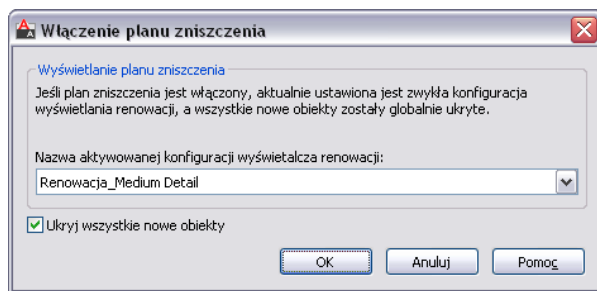 Włączenie planu zniszczenia
Wyświetlanie planu zniszczenia
Jeśli plan zniszczenia jest włączony, aktualnie ustawiona jest zwykła konfiguracja
wyświetlania renowacji, a wszystkie nowe obiekty zostały globalnie ukryte.
Nazwa aktywowanej konfiguracji wyświetalcza renowacji:
Renowacja_Medium Detail
Ukryj wszystkie nowe obiekty
OK Anuluj Pomoc